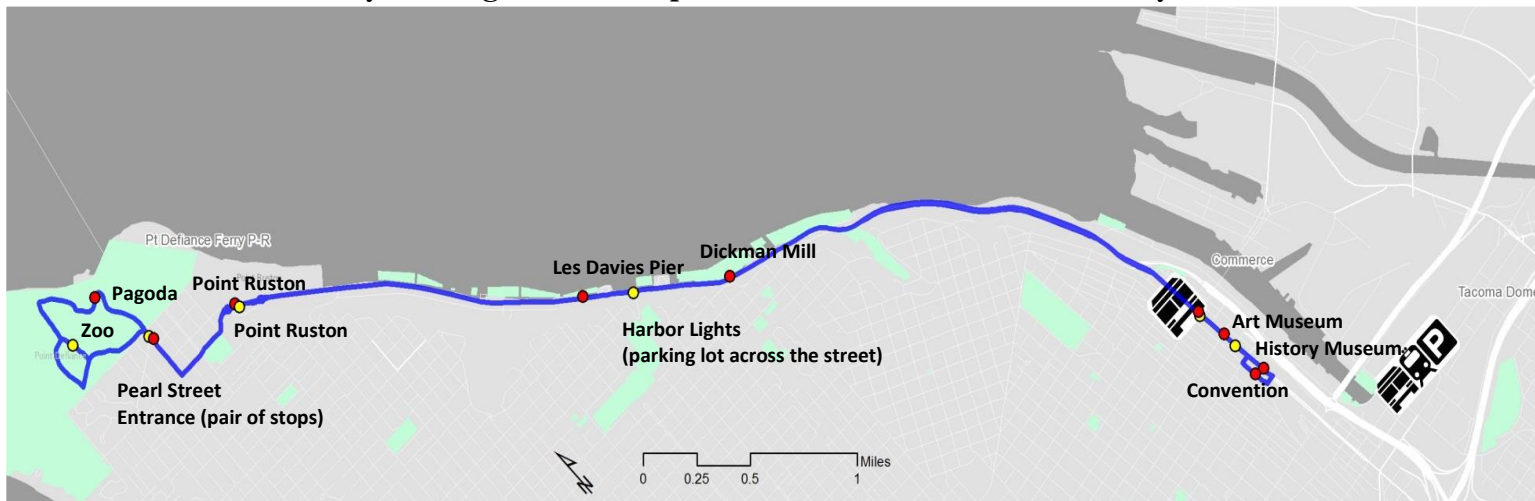 Pt Defiance Ferry P-R
Point Ruston
Point Ruston
Pagoda
Point Ruston
Zoo
Pearl Street
Entrance (pair of stops)
Les Davies Pier
Dickman Mill
Harbor Lights
(parking lot across the street)
Commerce
Tacoma Dome
Art Museum
History Museum
Convention
P
N
0 0.25 0.5 1
Miles